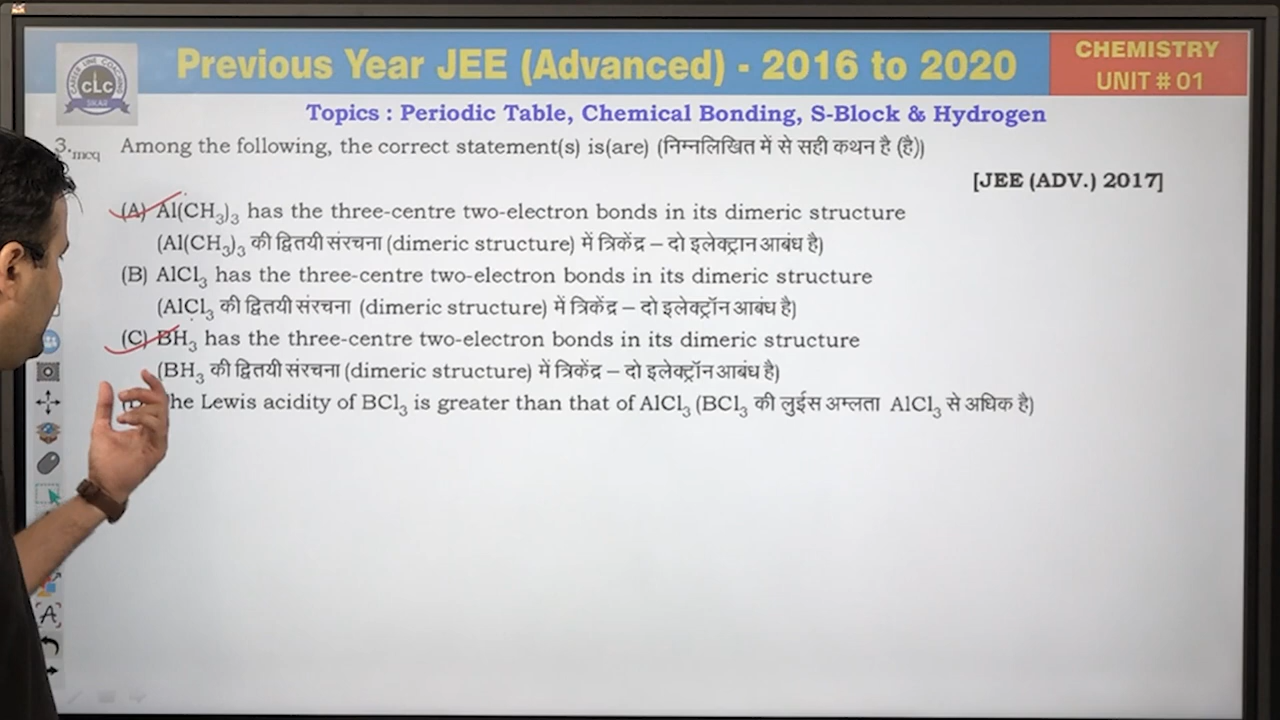 Previous Year JEE (Advanced) - 2016 to 2020
CHEMISTRY
UNIT # 01
CLC
SIKAR
Topics : Periodic Table, Chemical Bonding, S-Block & Hydrogen
3. mcq Among the following, the correct statement(s) is(are) (निम्नलिखित में से सही कथन है (है))
[JEE (ADV.) 2017]
(A) Al(CH₃)₃ has the three-centre two-electron bonds in its dimeric structure
(Al(CH₃)₃ की द्वितयी संरचना (dimeric structure) में त्रिकेंद्र – दो इलेक्ट्रान आबंध है)
(B) AlCl₃ has the three-centre two-electron bonds in its dimeric structure
(AlCl₃ की द्वितयी संरचना (dimeric structure) में त्रिकेंद्र – दो इलेक्ट्रॉन आबंध है)
(C) BH₃ has the three-centre two-electron bonds in its dimeric structure
(BH₃ की द्वितयी संरचना (dimeric structure) में त्रिकेंद्र – दो इलेक्ट्रॉन आबंध है)
he Lewis acidity of BCl₃ is greater than that of AlCl₃ (BCl₃ की लुईस अम्लता AlCl₃ से अधिक है)